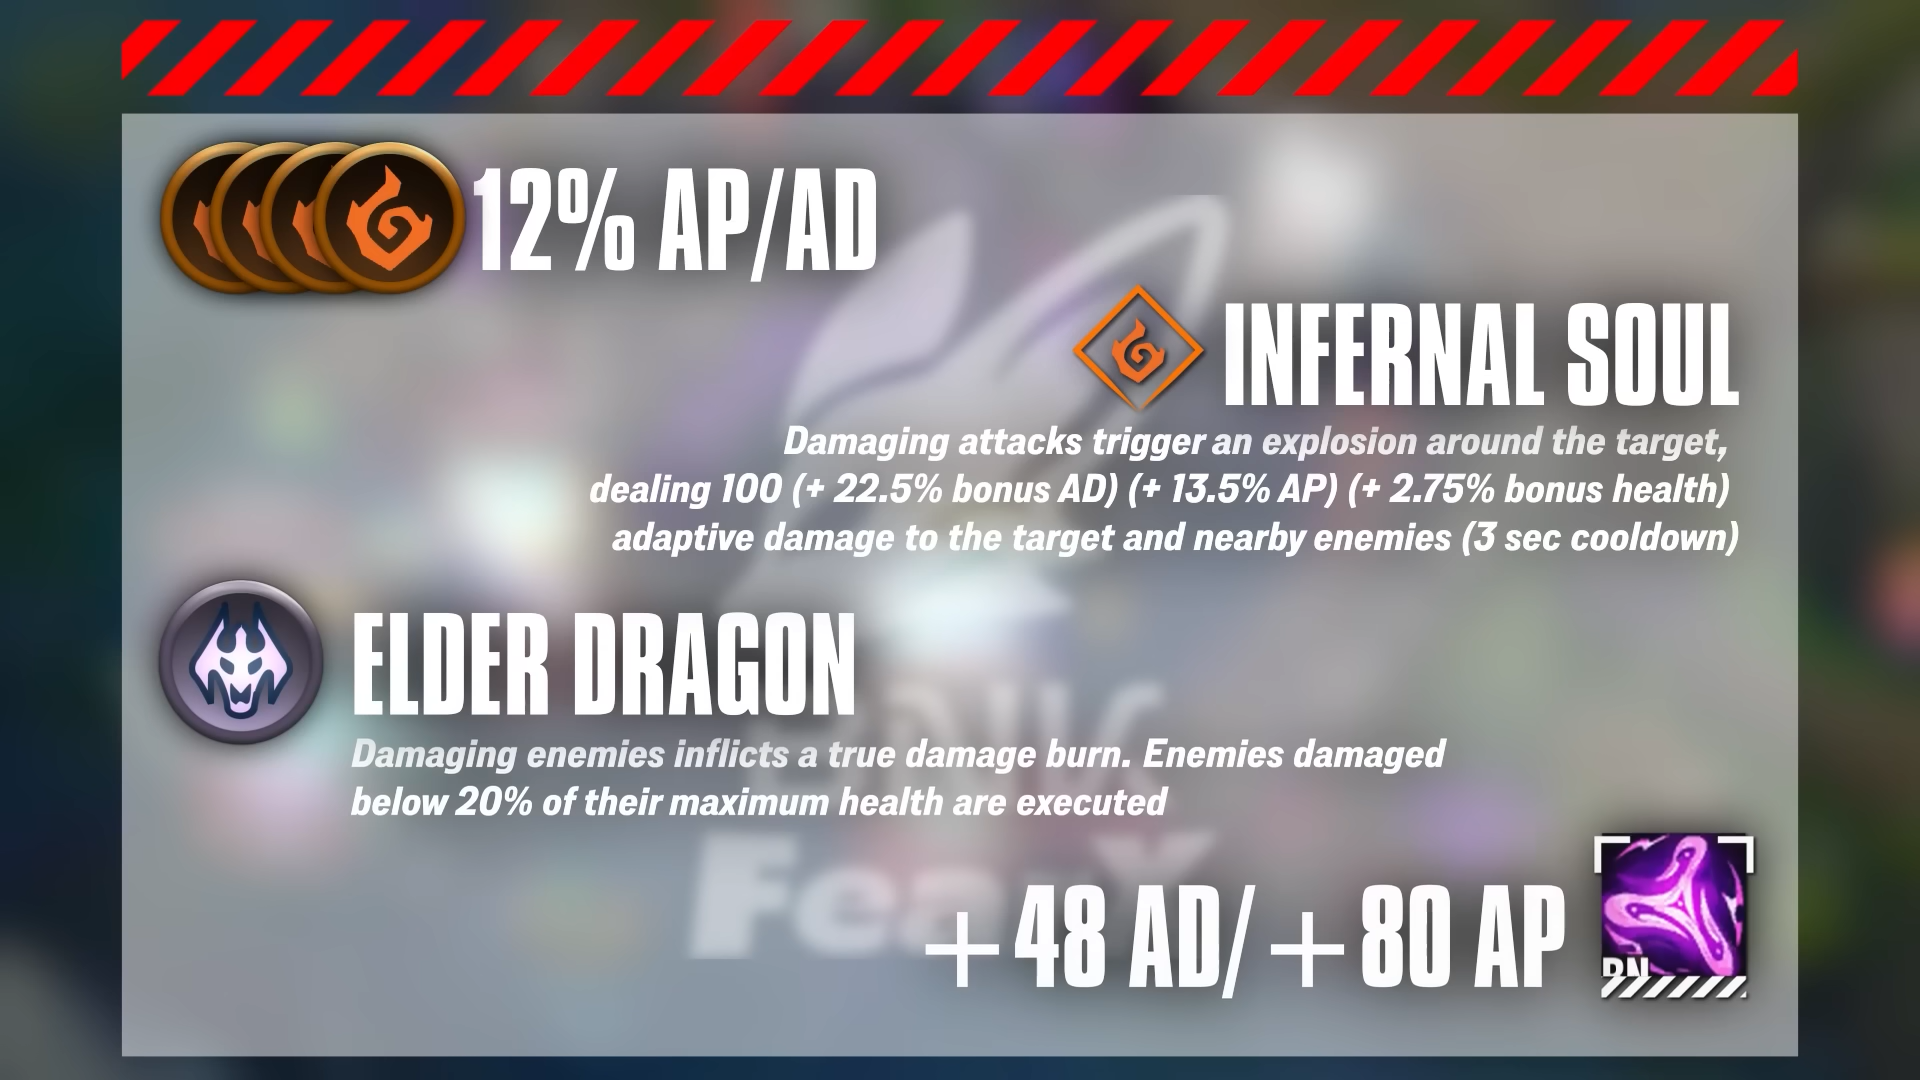 12% AP/AD
INFERNAL SOUL
Damaging attacks trigger an explosion around the target,
dealing 100 (+ 22.5% bonus AD) (+ 13.5% AP) (+ 2.75% bonus health)
adaptive damage to the target and nearby enemies (3 sec cooldown)
ELDER DRAGON
Damaging enemies inflicts a true damage burn. Enemies damaged
below 20% of their maximum health are executed
FearX
+48 AD/+80 AP